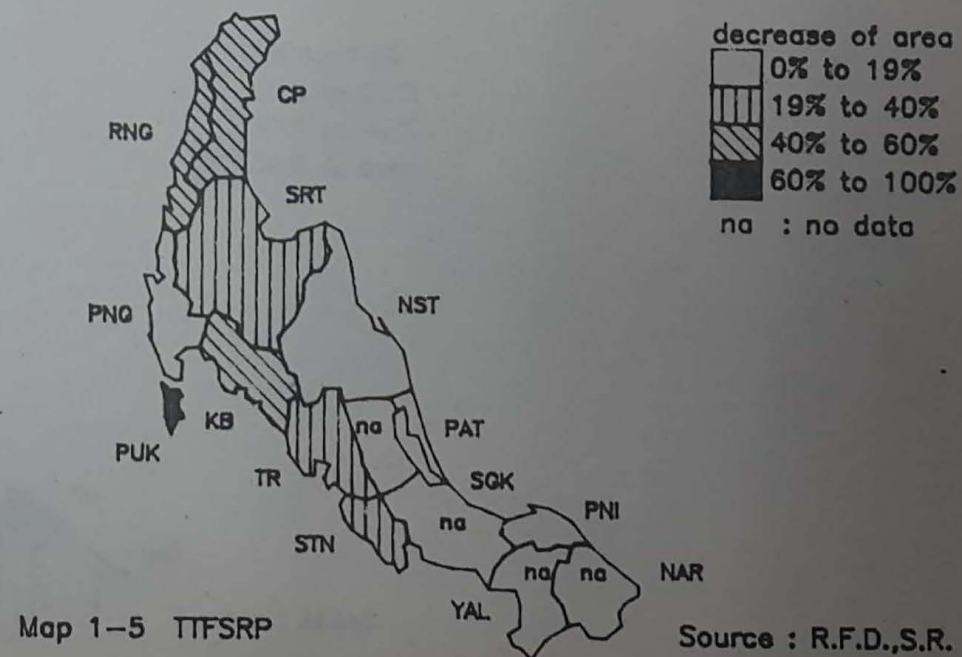 decrease of area
0% to 19%
19% to 40%
40% to 60%
60% to 100%
na : no data
CP
RNG
SRT
PNG
NST
KB
PUK
na
PAT
TR
SGK
na
PNI
STN
na
na
NAR
YAL
Map 1-5 TTFSRP
Source : R.F.D.,S.R.